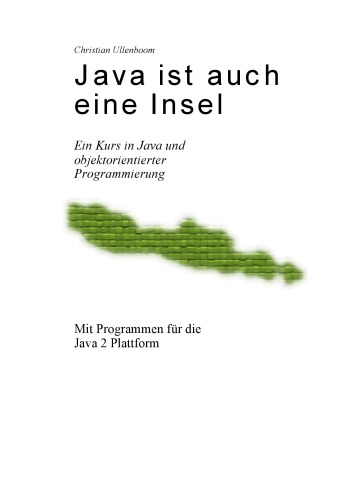 Christian Ullenboom
Java ist auch
eine Insel
Ein Kurs in Java und
objektorientierter
Programmierung
Mit Programmen für die
Java 2 Plattform